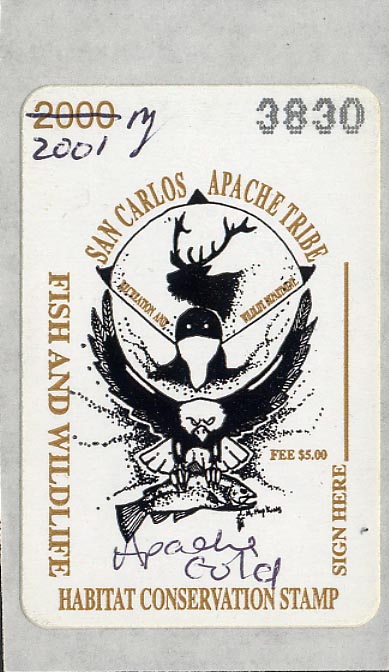 2000 M 3830
2001
SAN CARLOS APACHE TRIBE
RECREATION AND WILDLIFE DEPARTMENT
FISH AND WILDLIFE
FEE $5.00
SIGN HERE
Apache
Gold
HABITAT CONSERVATION STAMP